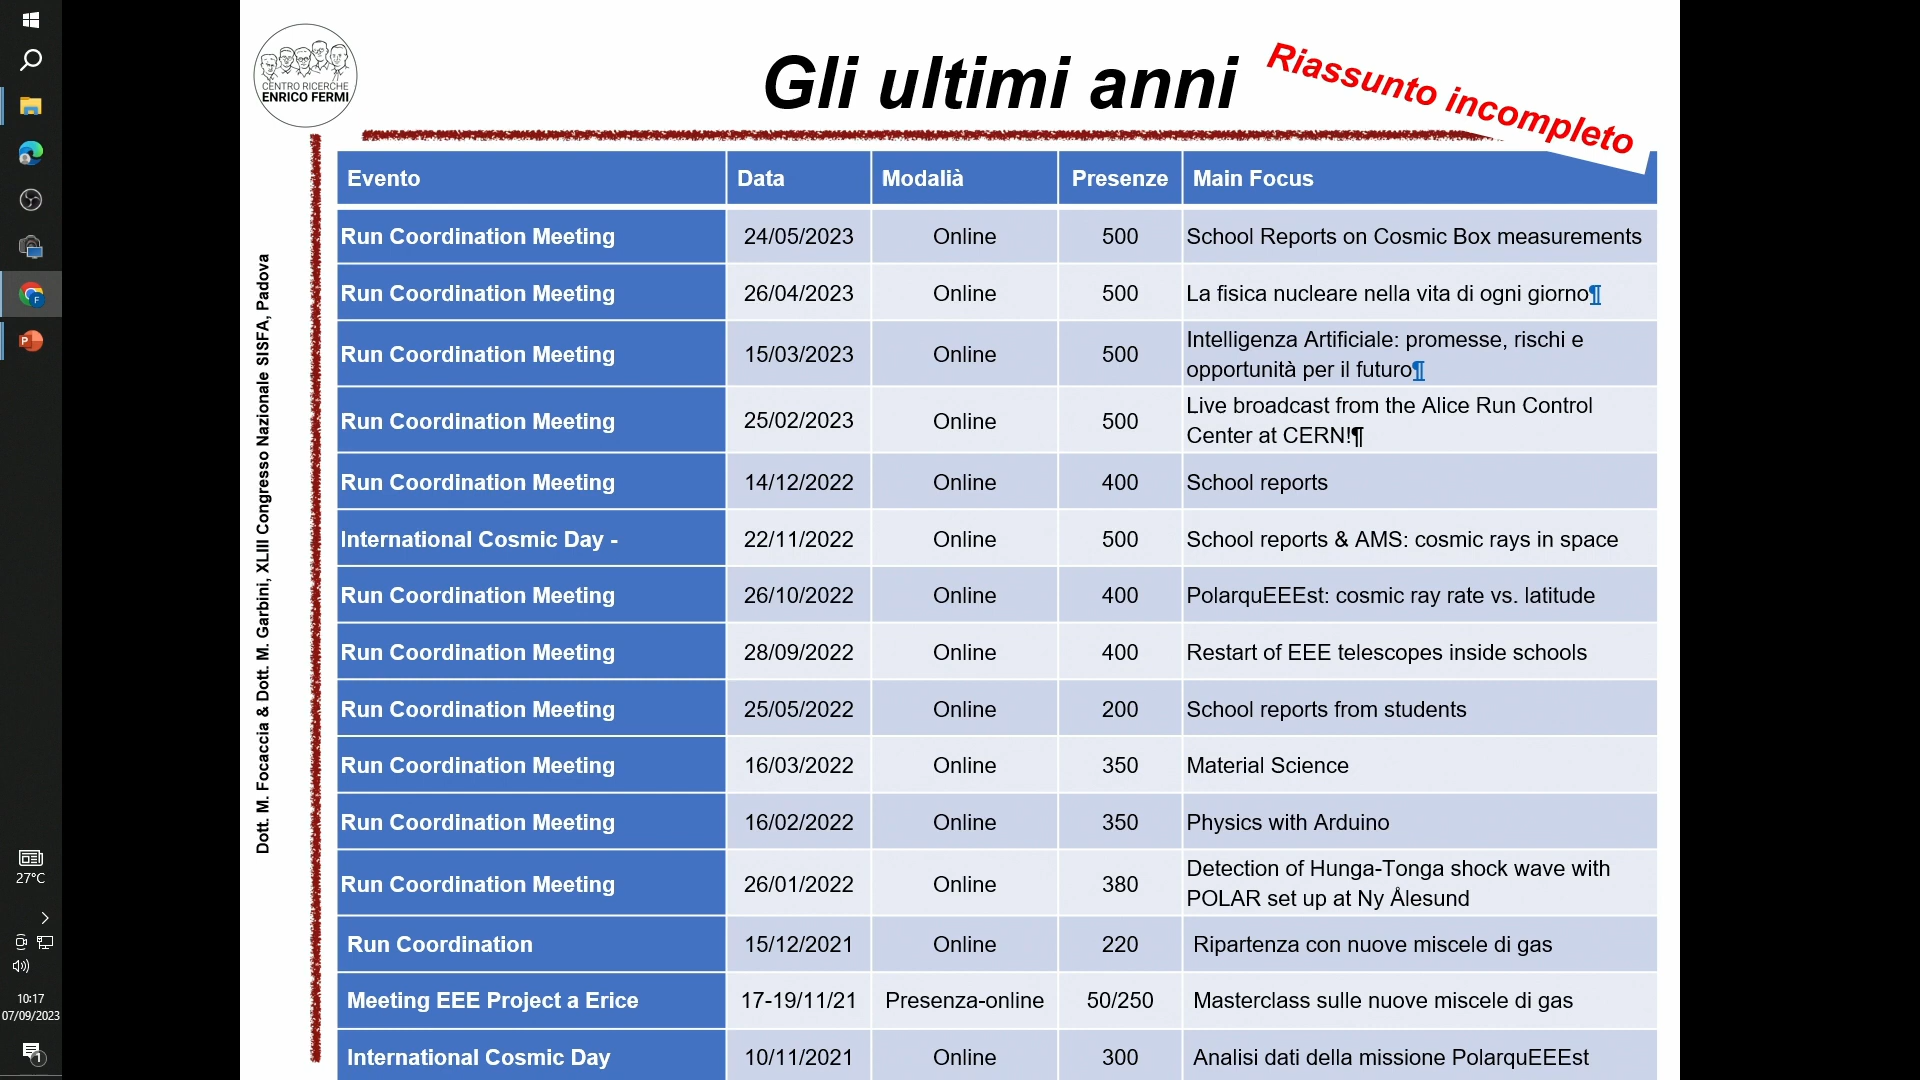 CENTRO RICERCHE
ENRICO FERMI
Gli ultimi anni
Riassunto incompleto
Dott. M. Focaccia & Dott. M. Garbini, XLIII Congresso Nazionale SISFA, Padova
Evento Data Modalià Presenze Main Focus
Run Coordination Meeting 24/05/2023 Online 500 School Reports on Cosmic Box measurements
Run Coordination Meeting 26/04/2023 Online 500 La fisica nucleare nella vita di ogni giorno¶
Run Coordination Meeting 15/03/2023 Online 500 Intelligenza Artificiale: promesse, rischi e
opportunità per il futuro¶
Run Coordination Meeting 25/02/2023 Online 500 Live broadcast from the Alice Run Control
Center at CERN!¶
Run Coordination Meeting 14/12/2022 Online 400 School reports
International Cosmic Day - 22/11/2022 Online 500 School reports & AMS: cosmic rays in space
Run Coordination Meeting 26/10/2022 Online 400 PolarquEEEst: cosmic ray rate vs. latitude
Run Coordination Meeting 28/09/2022 Online 400 Restart of EEE telescopes inside schools
Run Coordination Meeting 25/05/2022 Online 200 School reports from students
Run Coordination Meeting 16/03/2022 Online 350 Material Science
Run Coordination Meeting 16/02/2022 Online 350 Physics with Arduino
Run Coordination Meeting 26/01/2022 Online 380 Detection of Hunga-Tonga shock wave with
POLAR set up at Ny Ålesund
Run Coordination 15/12/2021 Online 220 Ripartenza con nuove miscele di gas
Meeting EEE Project a Erice 17-19/11/21 Presenza-online 50/250 Masterclass sulle nuove miscele di gas
International Cosmic Day 10/11/2021 Online 300 Analisi dati della missione PolarquEEEst
27°C
10:17
07/09/2023
1